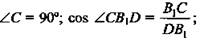 ∠C = 90°; cos ∠CB₁D = B₁C / DB₁ ;